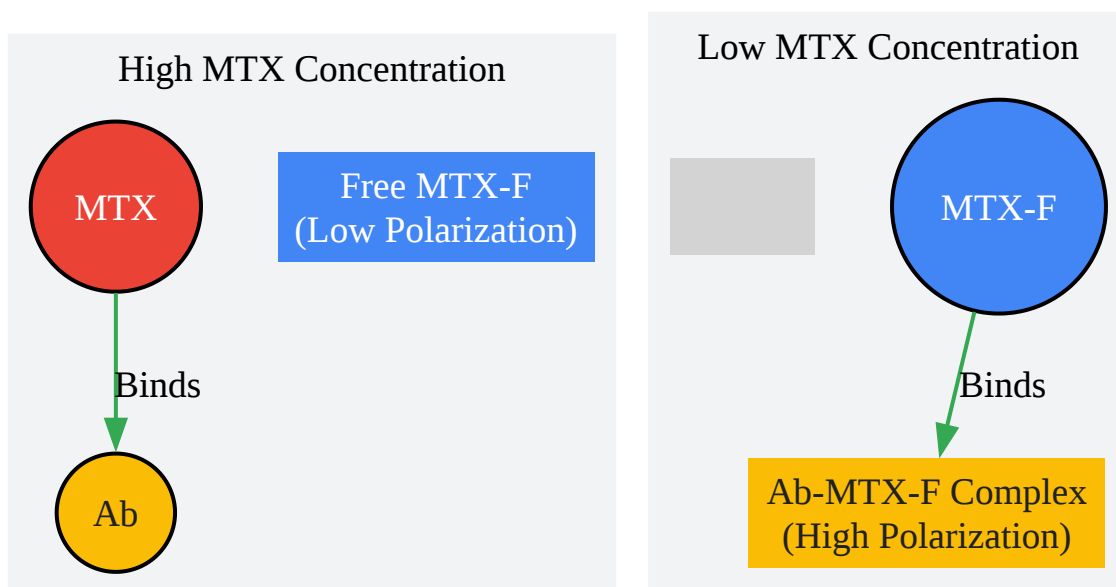 High MTX Concentration
MTX
Free MTX-F
(Low Polarization)
Binds
Ab
Low MTX Concentration
MTX-F
Binds
Ab-MTX-F Complex
(High Polarization)